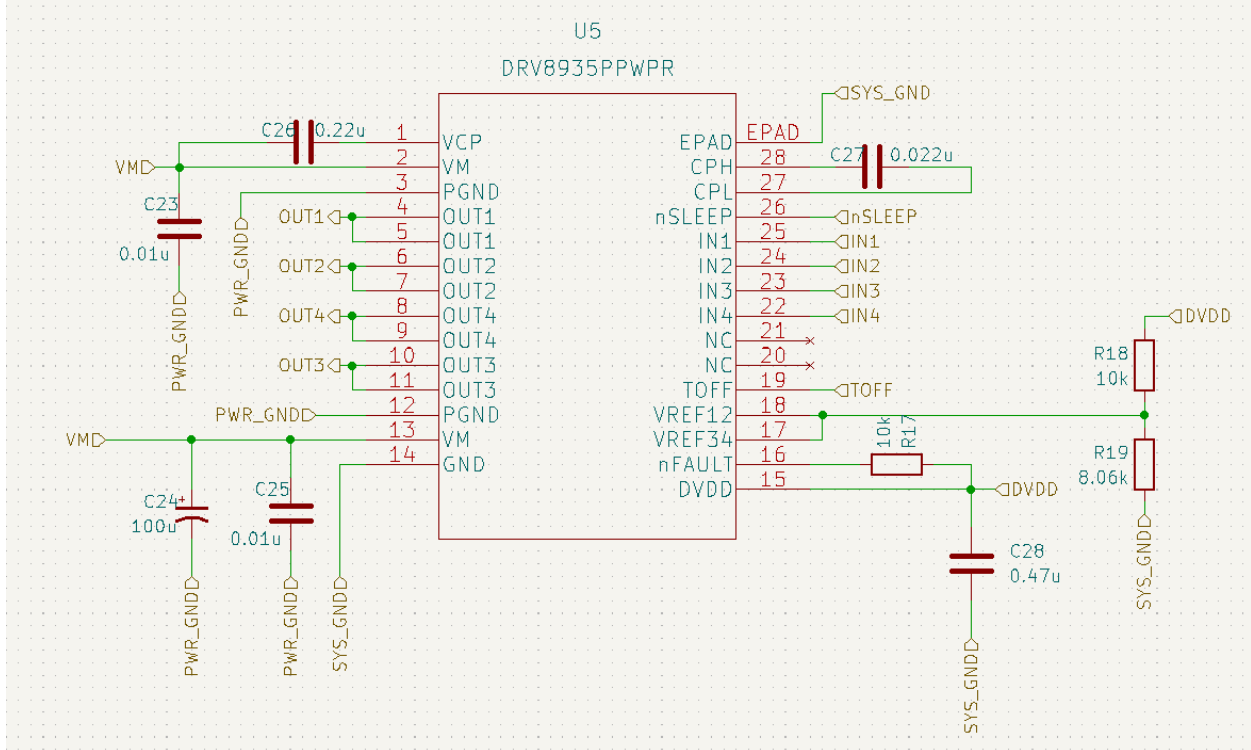 U5
DRV8935PPWPR
SYS_GND
C26 0.22u 1 VCP EPAD EPAD
VM 2 VM CPH 28 C27 0.022u
3 PGND CPL 27
C23 OUT1 4 OUT1 nSLEEP 26 nSLEEP
0.01u 5 OUT1 IN1 25 IN1
PWR_GND OUT2 6 OUT2 IN2 24 IN2
7 OUT2 IN3 23 IN3
PWR_GND OUT4 8 OUT4 IN4 22 IN4 DVDD
9 OUT4 NC 21
OUT3 10 OUT3 NC 20 R18
10k
11 OUT3 TOFF 19 TOFF
PWR_GND 12 PGND VREF12 18
VM 13 VM VREF34 17 10k R17
14 GND nFAULT 16 R19
8.06k
C25 DVDD 15 DVDD
C24 +
100u
0.01u
PWR_GND PWR_GND SYS_GND
C28
0.47u
SYS_GND
SYS_GND